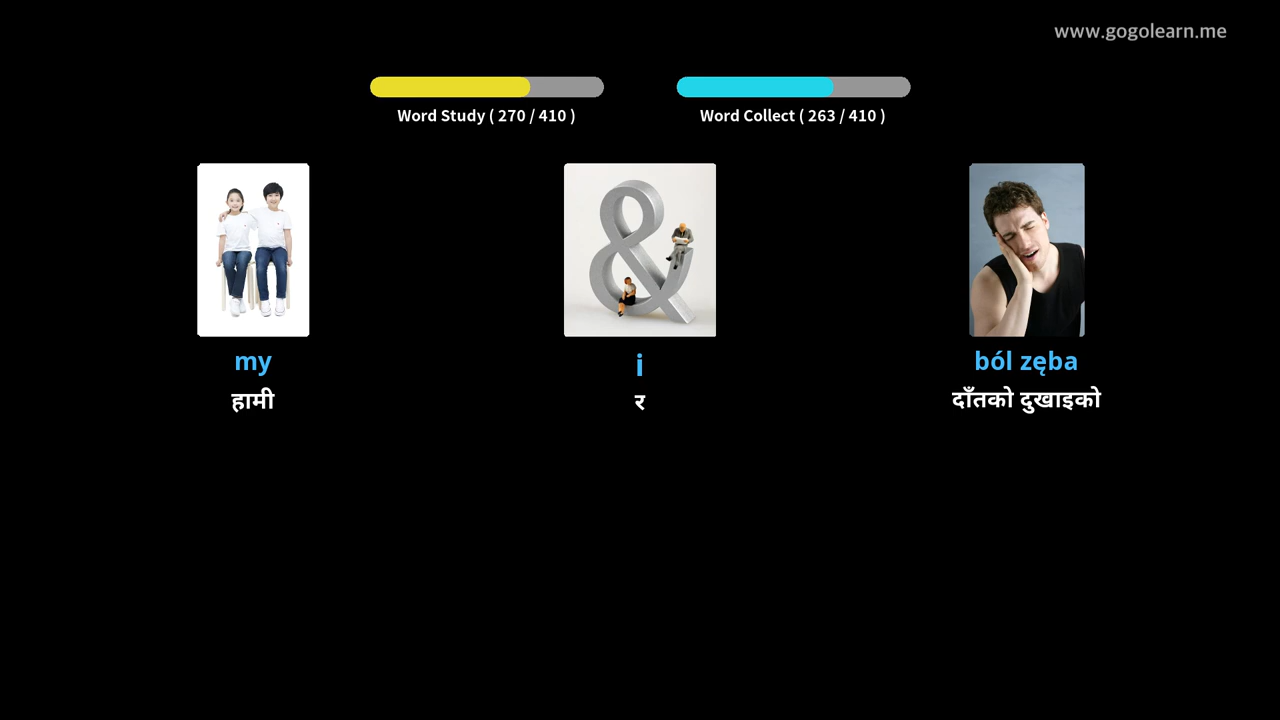 www.gogolearn.me
Word Study ( 270 / 410 )
Word Collect ( 263 / 410 )
&
my
i
ból zęba
हामी
र
दाँतको दुखाइको